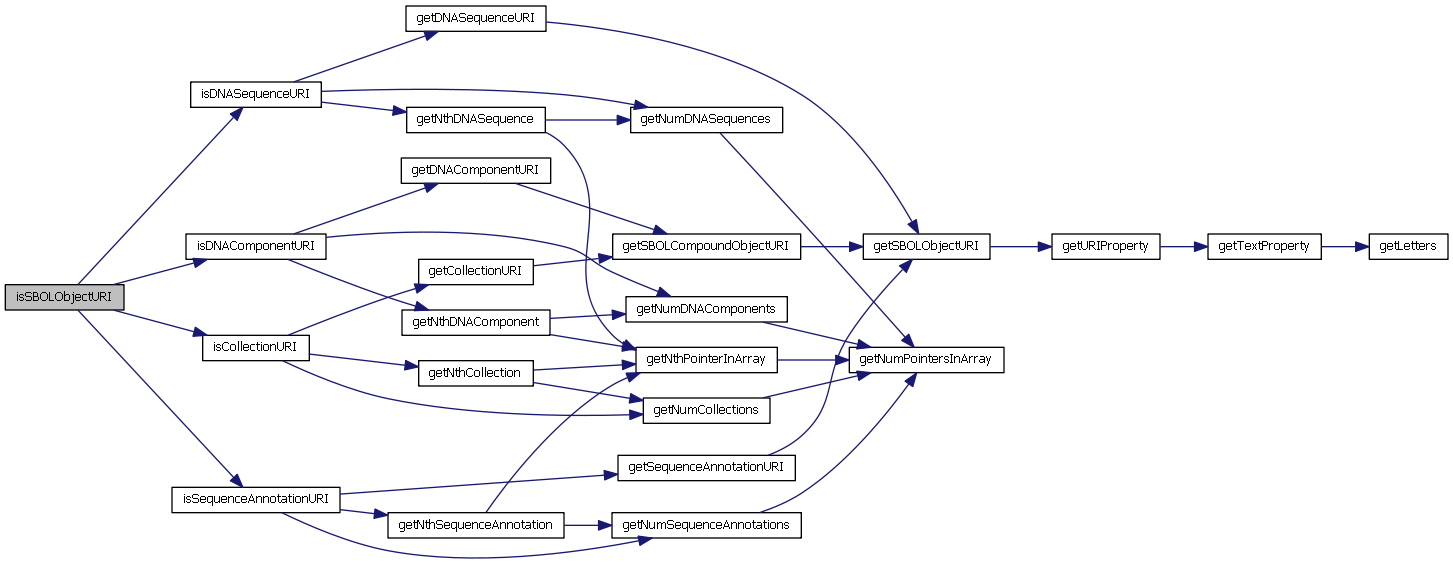 getDNASequenceURI
isDNASequenceURI
getNthDNASequence
getNumDNASequences
getDNAComponentURI
isDNAComponentURI
getSBOLCompoundObjectURI
getSBOLObjectURI
getURIProperty
getTextProperty
getLetters
getCollectionURI
isSBOLObjectURI
getNumDNAComponents
getNthDNAComponent
isCollectionURI
getNthPointerInArray
getNumPointersInArray
getNthCollection
getNumCollections
getSequenceAnnotationURI
isSequenceAnnotationURI
getNthSequenceAnnotation
getNumSequenceAnnotations